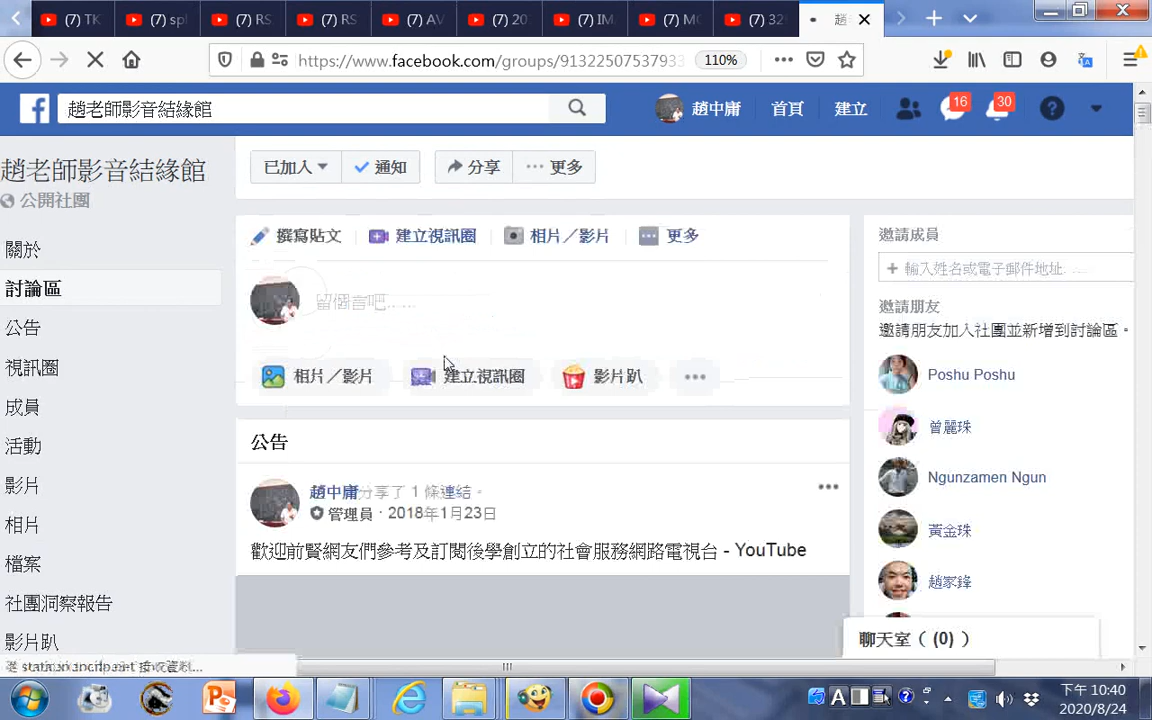 (7) TK
(7) spl
(7) RS
(7) RS
(7) AV
(7) 20
(7) IM
(7) MC
(7) 32
趙
https://www.facebook.com/groups/913225075379331
110%
趙老師影音結緣館
趙中庸
首頁
建立
16
30
趙老師影音結緣館
公開社團
關於
討論區
公告
視訊圈
成員
活動
影片
相片
檔案
社團洞察報告
影片趴
已加入
通知
分享
更多
撰寫貼文
建立視訊圈
相片／影片
更多
留個言吧......
相片／影片
建立視訊圈
影片趴
公告
趙中庸分享了 1 條連結。
管理員 · 2018年1月23日
歡迎前賢網友們參考及訂閱後學創立的社會服務網路電視台 - YouTube
邀請成員
+ 輸入姓名或電子郵件地址......
邀請朋友
邀請朋友加入社團並新增到討論區。
Poshu Poshu
曾麗珠
Ngunzamen Ngun
黃金珠
趙家鋒
聊天室（ (0) ）
下午 10:40
2020/8/24